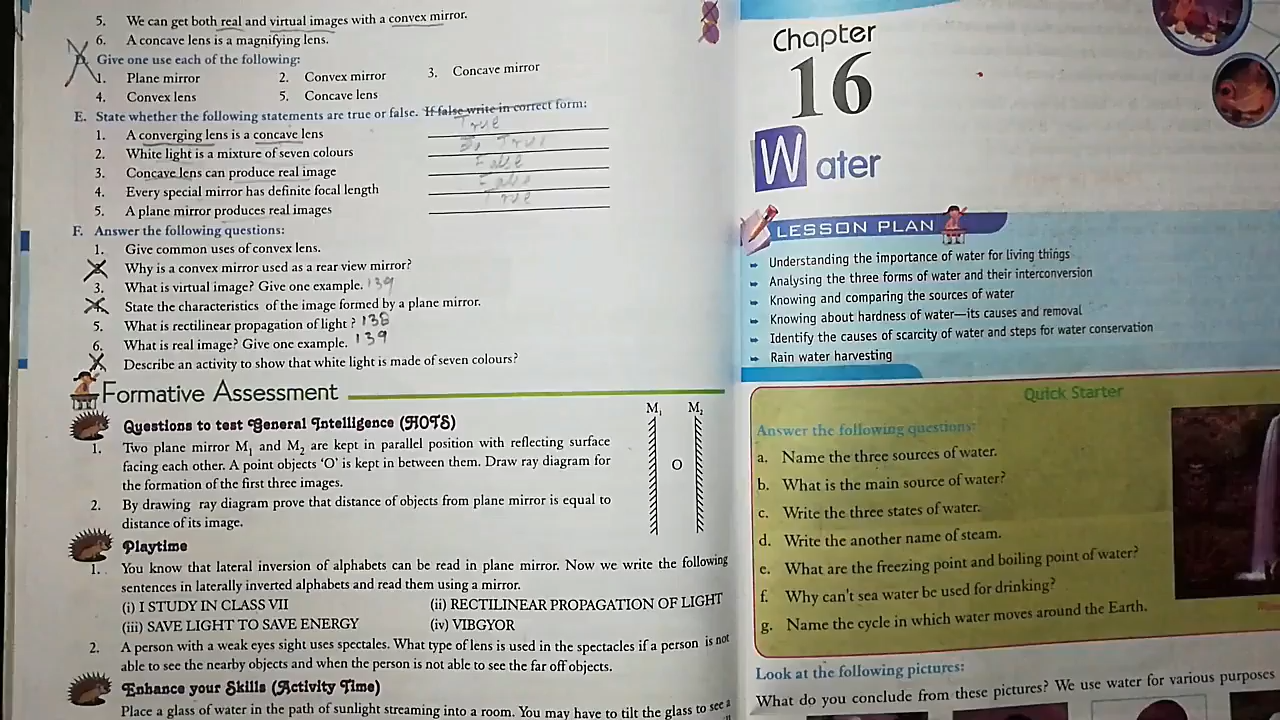 5. We can get both real and virtual images with a convex mirror.
6. A concave lens is a magnifying lens.
D. Give one use each of the following:
1. Plane mirror 2. Convex mirror 3. Concave mirror
4. Convex lens 5. Concave lens
E. State whether the following statements are true or false. If false write in correct form:
1. A converging lens is a concave lens True
2. White light is a mixture of seven colours True
3. Concave lens can produce real image False
4. Every special mirror has definite focal length False
5. A plane mirror produces real images True
F. Answer the following questions:
1. Give common uses of convex lens.
Why is a convex mirror used as a rear view mirror?
3. What is virtual image? Give one example. 139
State the characteristics of the image formed by a plane mirror.
5. What is rectilinear propagation of light ? 138
6. What is real image? Give one example. 139
Describe an activity to show that white light is made of seven colours?
Formative Assessment
Questions to test General Intelligence (HOTS)
1. Two plane mirror M1 and M2 are kept in parallel position with reflecting surface
facing each other. A point objects 'O' is kept in between them. Draw ray diagram for
the formation of the first three images.
2. By drawing ray diagram prove that distance of objects from plane mirror is equal to
distance of its image.
M1 M2
O
Playtime
1. You know that lateral inversion of alphabets can be read in plane mirror. Now we write the following
sentences in laterally inverted alphabets and read them using a mirror.
(i) I STUDY IN CLASS VII (ii) RECTILINEAR PROPAGATION OF LIGHT
(iii) SAVE LIGHT TO SAVE ENERGY (iv) VIBGYOR
2. A person with a weak eyes sight uses spectales. What type of lens is used in the spectacles if a person is not
able to see the nearby objects and when the person is not able to see the far off objects.
Enhance your Skills (Activity Time)
Place a glass of water in the path of sunlight streaming into a room. You may have to tilt the glass to see a
Chapter
16
Water
LESSON PLAN
Understanding the importance of water for living things
Analysing the three forms of water and their interconversion
Knowing and comparing the sources of water
Knowing about hardness of water—its causes and removal
Identify the causes of scarcity of water and steps for water conservation
Rain water harvesting
Quick Starter
Answer the following questions:
a. Name the three sources of water.
b. What is the main source of water?
c. Write the three states of water.
d. Write the another name of steam.
e. What are the freezing point and boiling point of water?
f. Why can't sea water be used for drinking?
g. Name the cycle in which water moves around the Earth.
Look at the following pictures:
What do you conclude from these pictures? We use water for various purposes